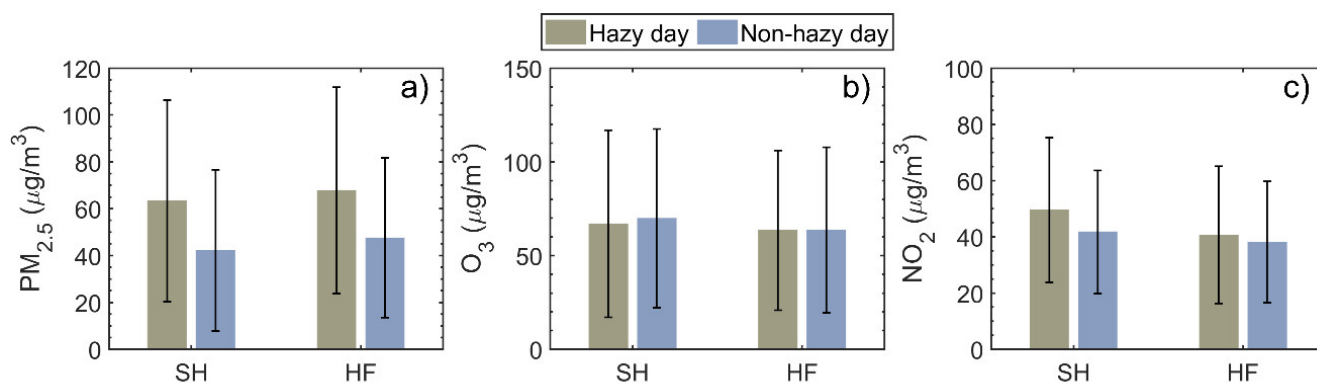 Hazy day Non-hazy day
a)
PM2.5 (μg/m3)
120
100
80
60
40
20
0
SH HF
b)
O3 (μg/m3)
150
100
50
0
SH HF
c)
NO2 (μg/m3)
100
80
60
40
20
0
SH HF